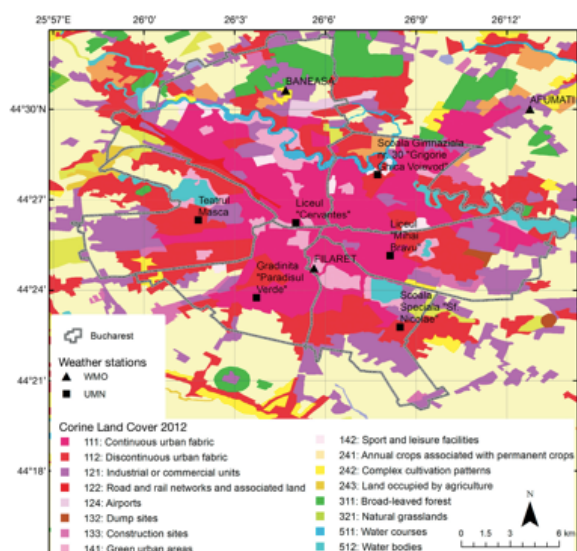 25°57'E 26°0' 26°3' 26°6' 26°9' 26°12'
44°30'N
44°27'
44°24'
44°21'
44°18'
BANEASA
AFUMATI
Scoala Gimnaziala
no. 30 "Grigorie
Ghica Voievod"
Teatrul
Masca
Liceul
"Cervantes"
Liceul
"Mihai
Bravu"
FILARET
Gradinita
"Paradisul
Verde"
Scoala
Speciala "Sf.
Nicolae"
Bucharest
Weather stations
WMO
UMN
Corine Land Cover 2012
111: Continuous urban fabric
112: Discontinuous urban fabric
121: Industrial or commercial units
122: Road and rail networks and associated land
124: Airports
132: Dump sites
133: Construction sites
141: Green urban areas
142: Sport and leisure facilities
241: Annual crops associated with permanent crops
242: Complex cultivation patterns
243: Land occupied by agriculture
311: Broad-leaved forest
321: Natural grasslands
511: Water courses
512: Water bodies
N
0 3 6 km